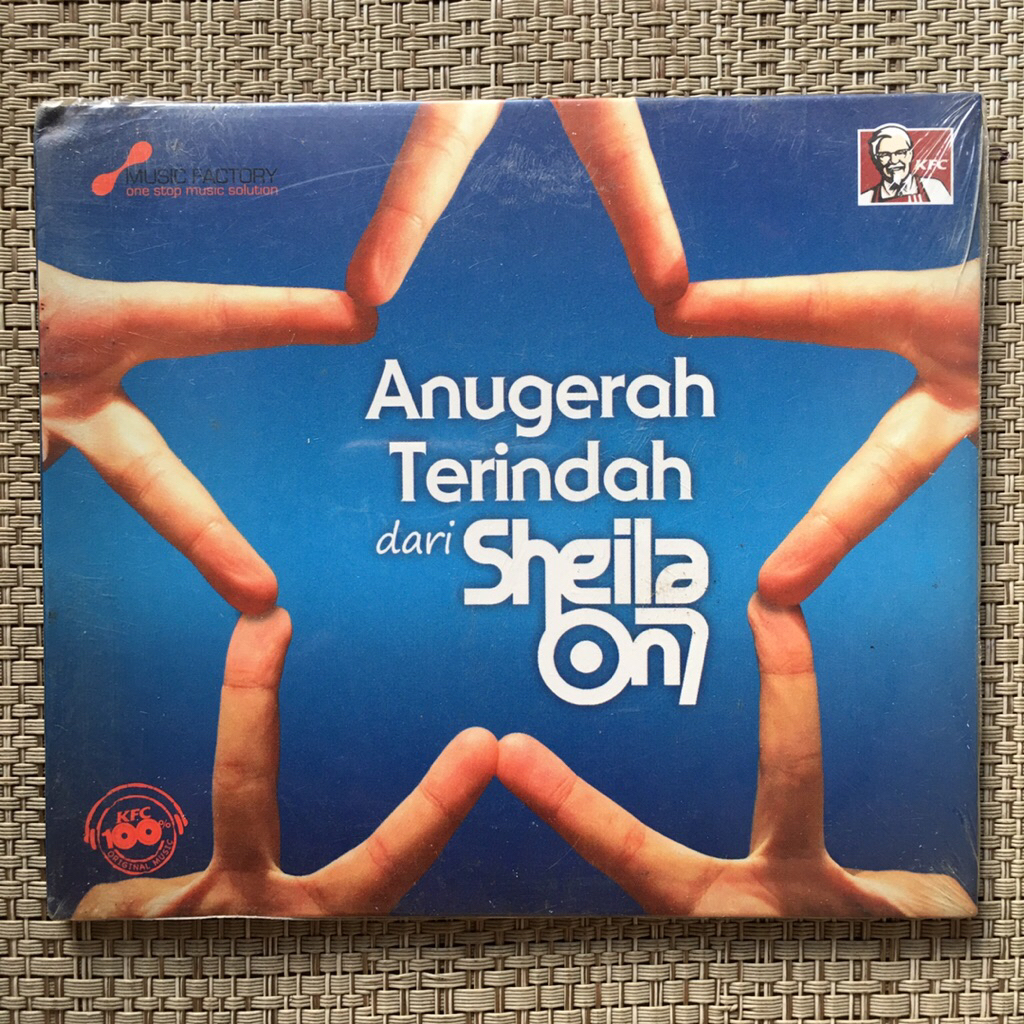 MUSIC FACTORY
one stop music solution
KFC
Anugerah
Terindah
dari Sheila
On7
KFC
100%
ORIGINAL MUSIC